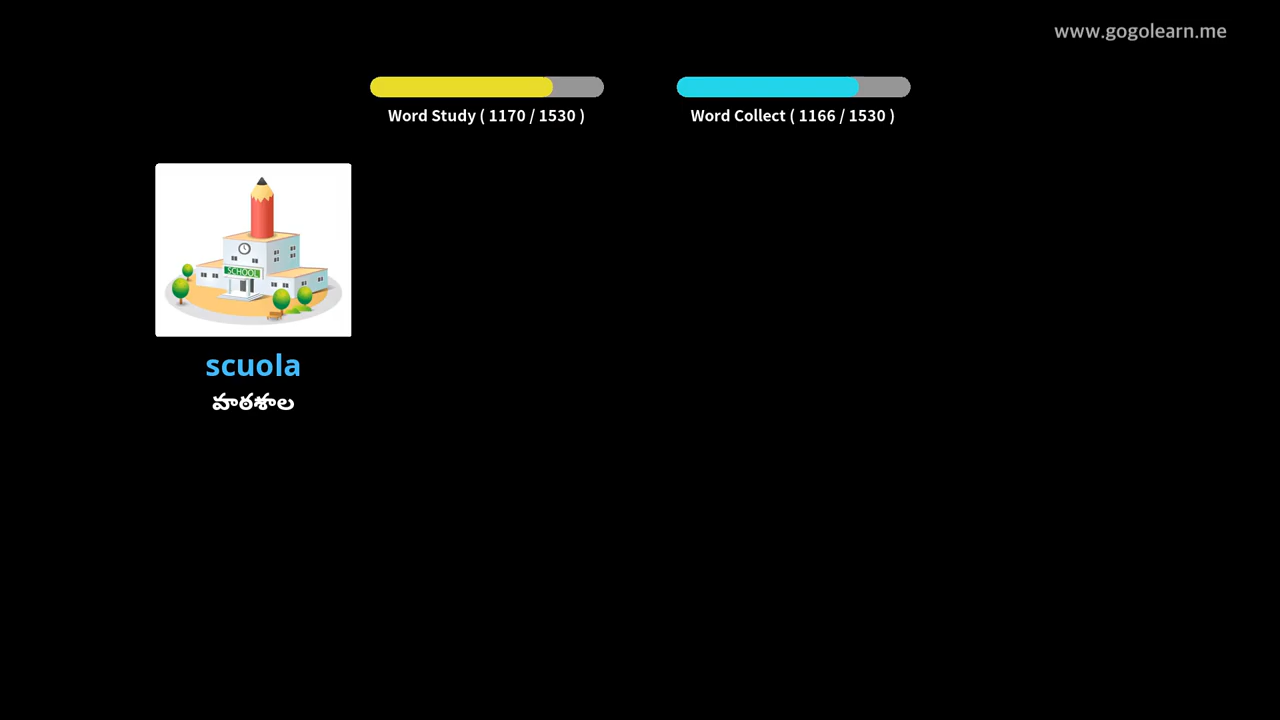 www.gogolearn.me
Word Study ( 1170 / 1530 )
Word Collect ( 1166 / 1530 )
SCHOOL
scuola
పాఠశాల